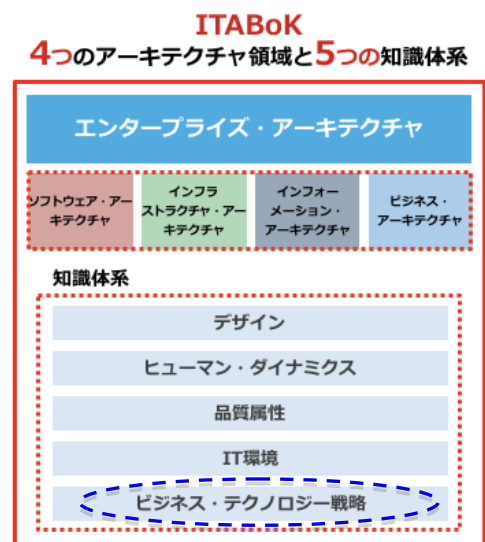 ITABoK
4つのアーキテクチャ領域と5つの知識体系
エンタープライズ・アーキテクチャ
ソフトウェア・アー
キテクチャ
インフラ
ストラクチャ・アー
キテクチャ
インフォー
メーション・
アーキテクチャ
ビジネス・
アーキテクチャ
知識体系
デザイン
ヒューマン・ダイナミクス
品質属性
IT環境
ビジネス・テクノロジー戦略